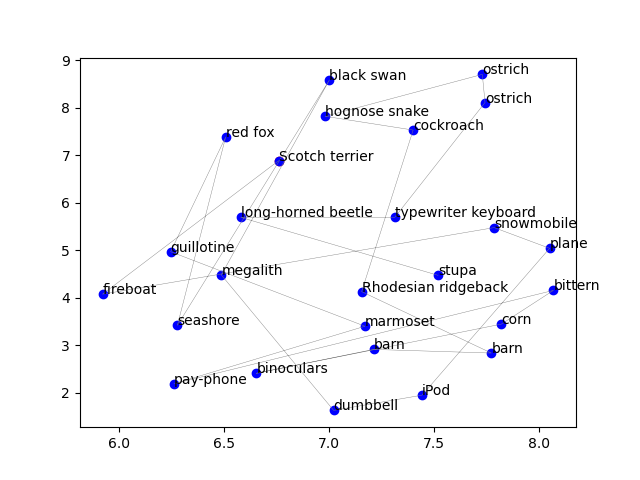 9
ostrich
black swan
ostrich
8
hognose snake
cockroach
red fox
7
Scotch terrier
6
long-horned beetle
typewriter keyboard
snowmobile
5
guillotine
plane
megalith
stupa
bittern
4
fireboat
Rhodesian ridgeback
seashore
marmoset
corn
3
barn
barn
binoculars
pay-phone
2
iPod
dumbbell
6.0 6.5 7.0 7.5 8.0